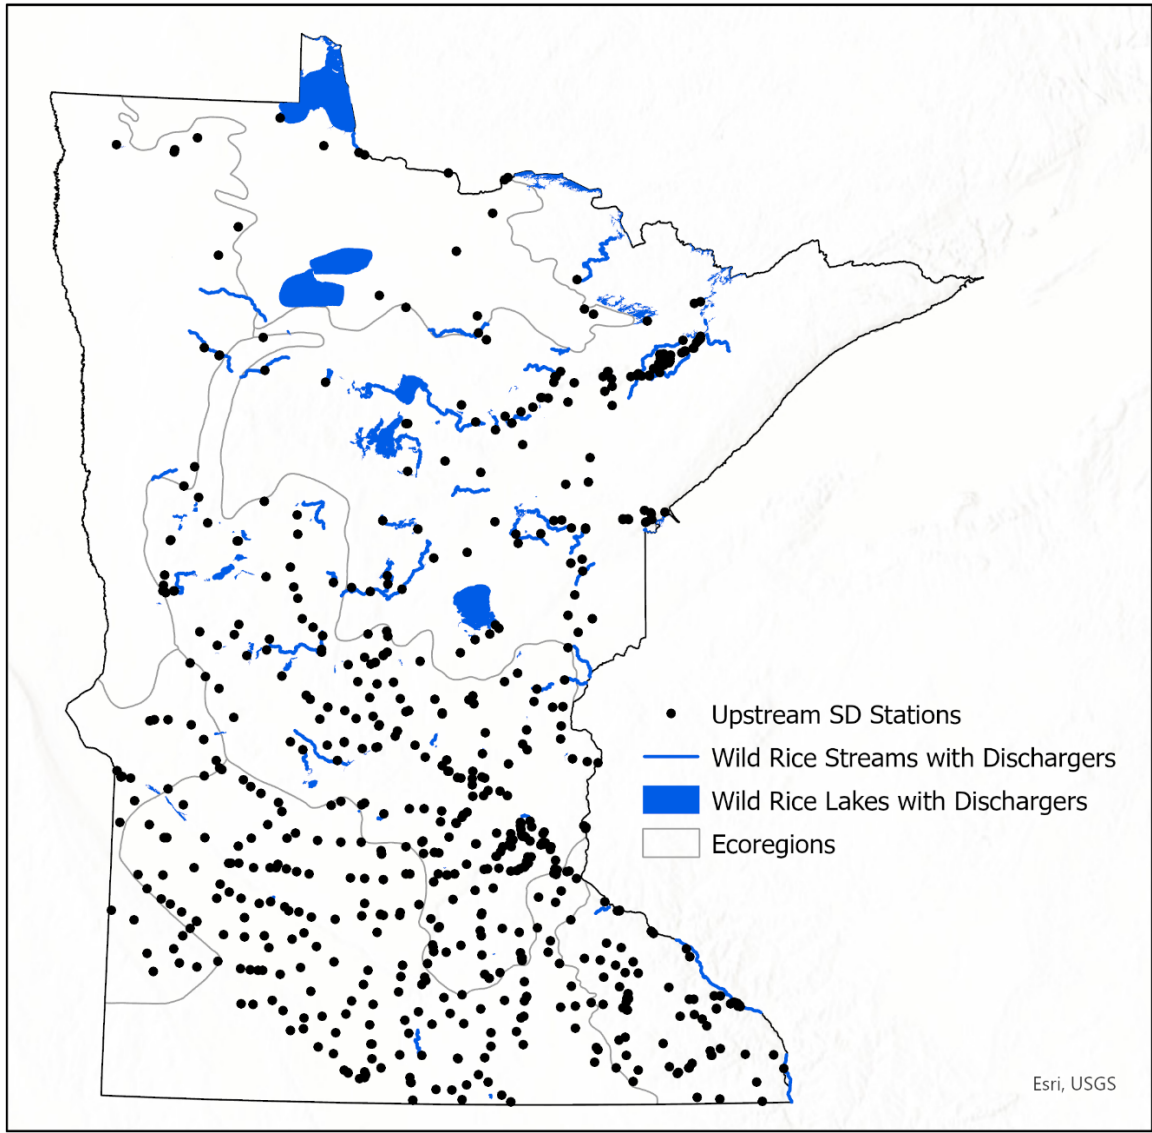 Upstream SD Stations
Wild Rice Streams with Dischargers
Wild Rice Lakes with Dischargers
Ecoregions
Esri, USGS